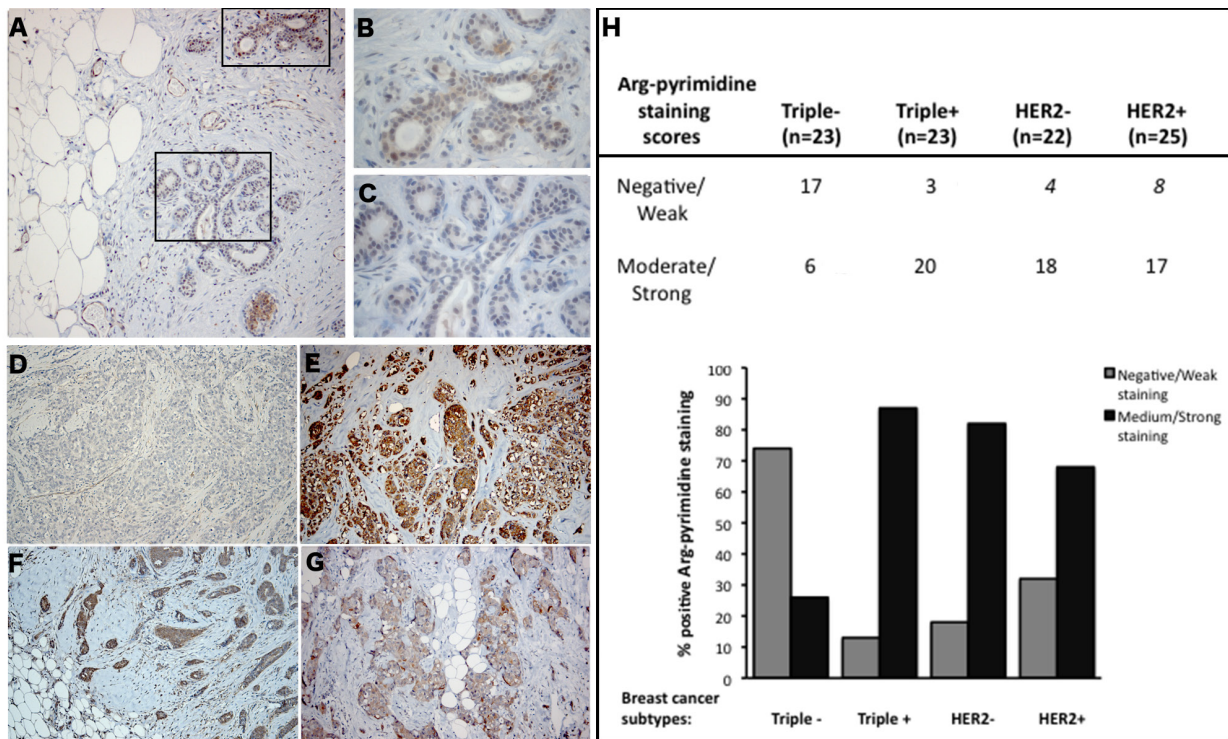 A
B
C
D
E
F
G
H
Arg-pyrimidine
staining
scores
Triple-
(n=23)
Triple+
(n=23)
HER2-
(n=22)
HER2+
(n=25)
Negative/
Weak
17 3 4 8
Moderate/
Strong
6 20 18 17
% positive Arg-pyrimidine staining
100
90
80
70
60
50
40
30
20
10
0
Negative/Weak
staining
Medium/Strong
staining
Breast cancer
subtypes:
Triple - Triple + HER2- HER2+